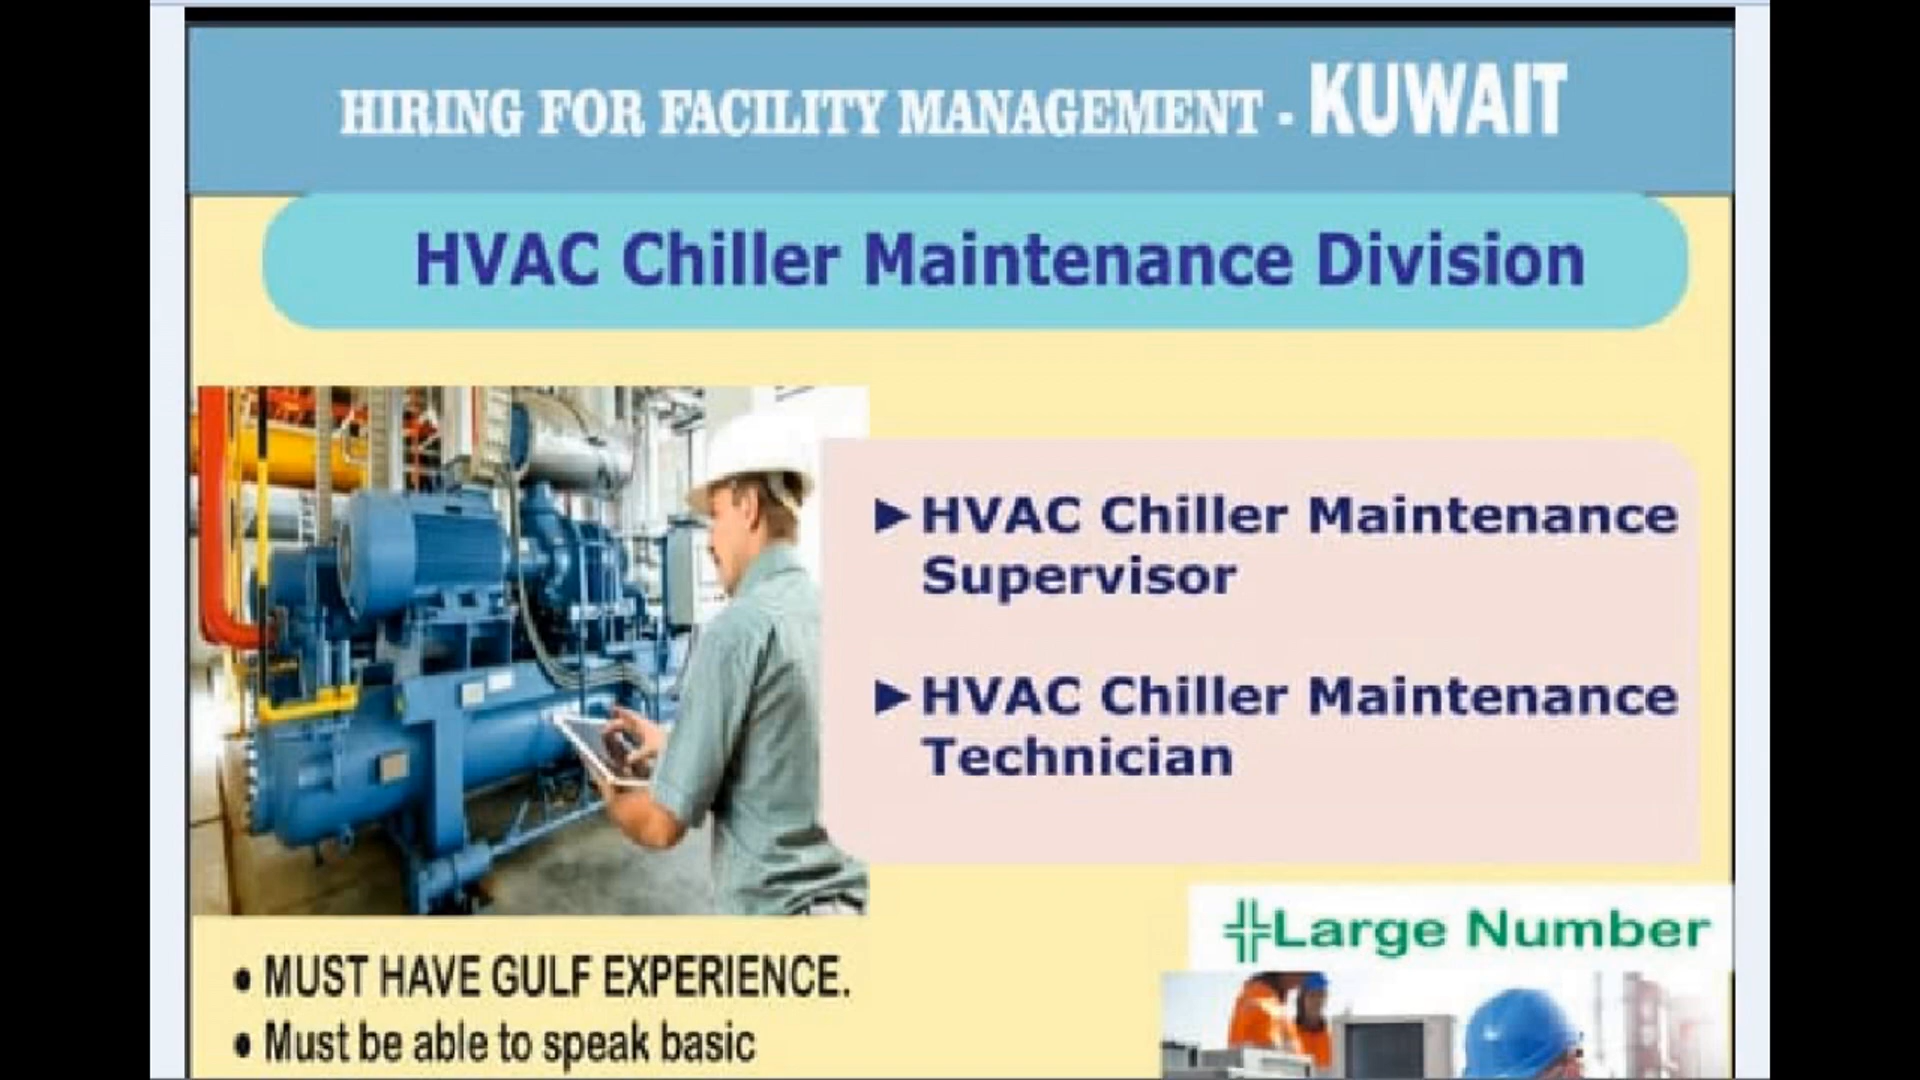 HIRING FOR FACILITY MANAGEMENT - KUWAIT
HVAC Chiller Maintenance Division
►HVAC Chiller Maintenance
Supervisor
►HVAC Chiller Maintenance
Technician
Large Number
• MUST HAVE GULF EXPERIENCE.
• Must be able to speak basic